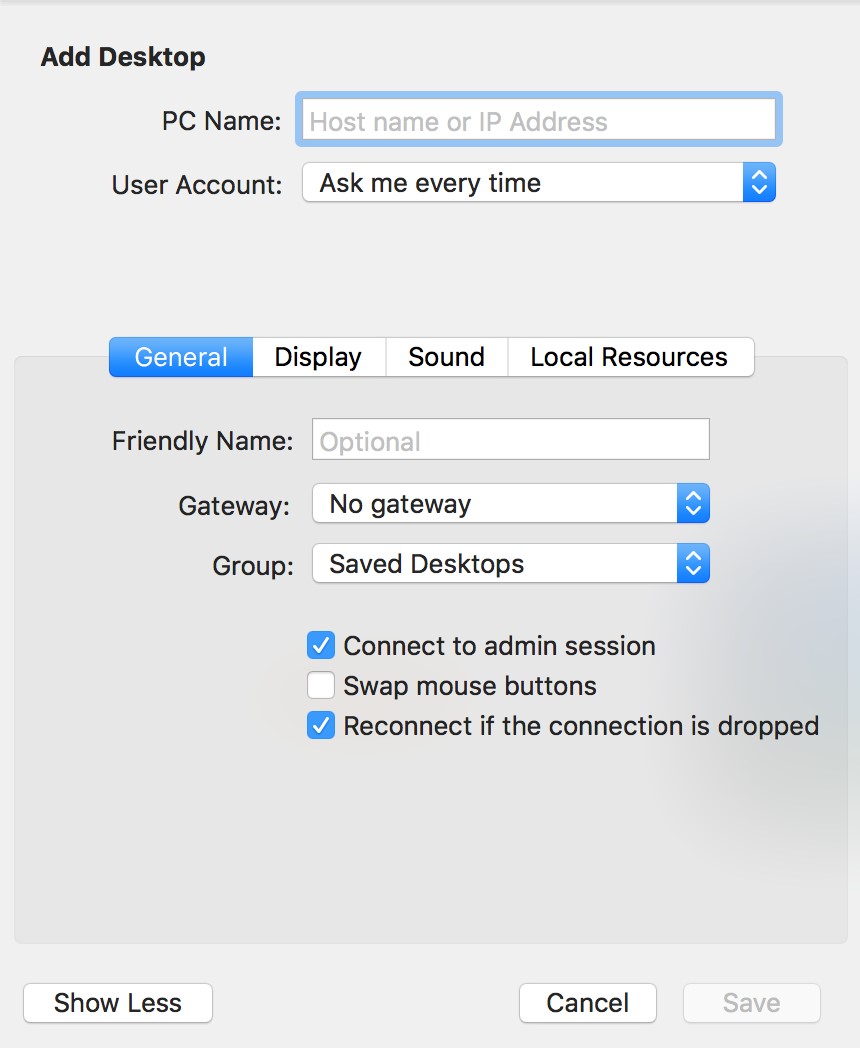 Add Desktop
PC Name: Host name or IP Address
User Account: Ask me every time
General Display Sound Local Resources
Friendly Name: Optional
Gateway: No gateway
Group: Saved Desktops
Connect to admin session
Swap mouse buttons
Reconnect if the connection is dropped
Show Less Cancel Save